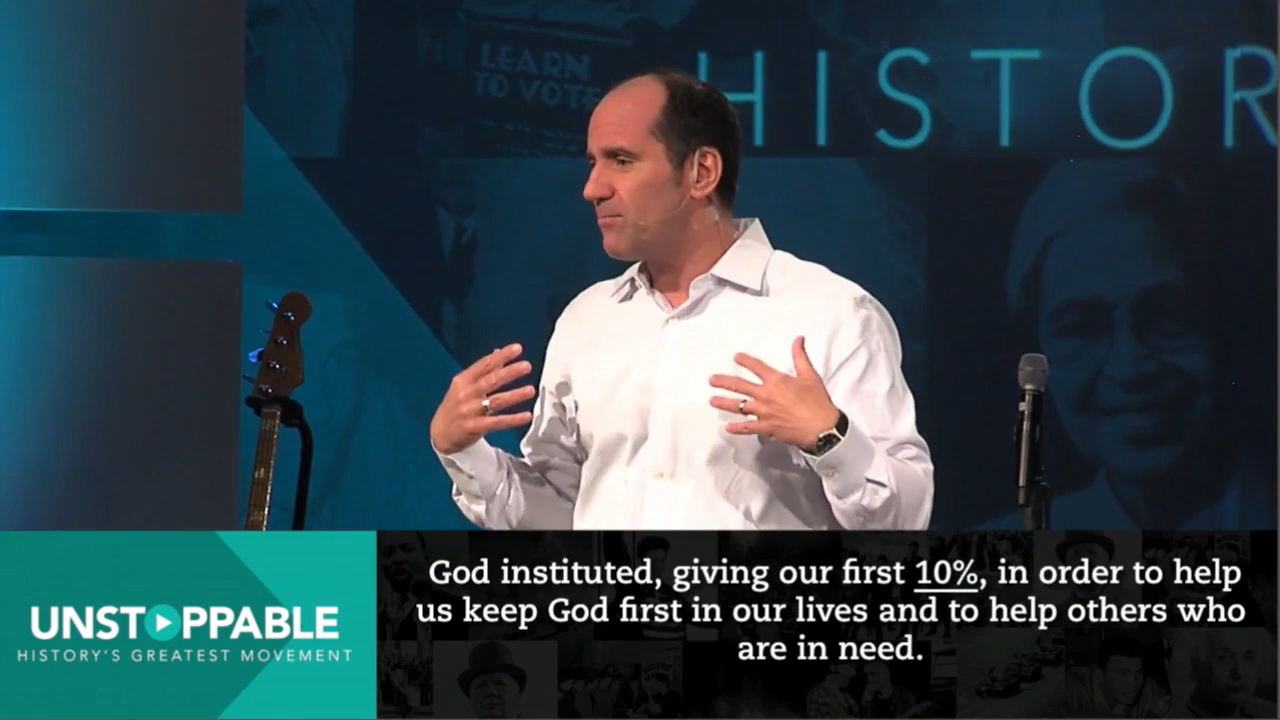 LEARN
TO VOTE
HISTOR
UNSTOPPABLE
HISTORY'S GREATEST MOVEMENT
God instituted, giving our first 10%, in order to help
us keep God first in our lives and to help others who
are in need.